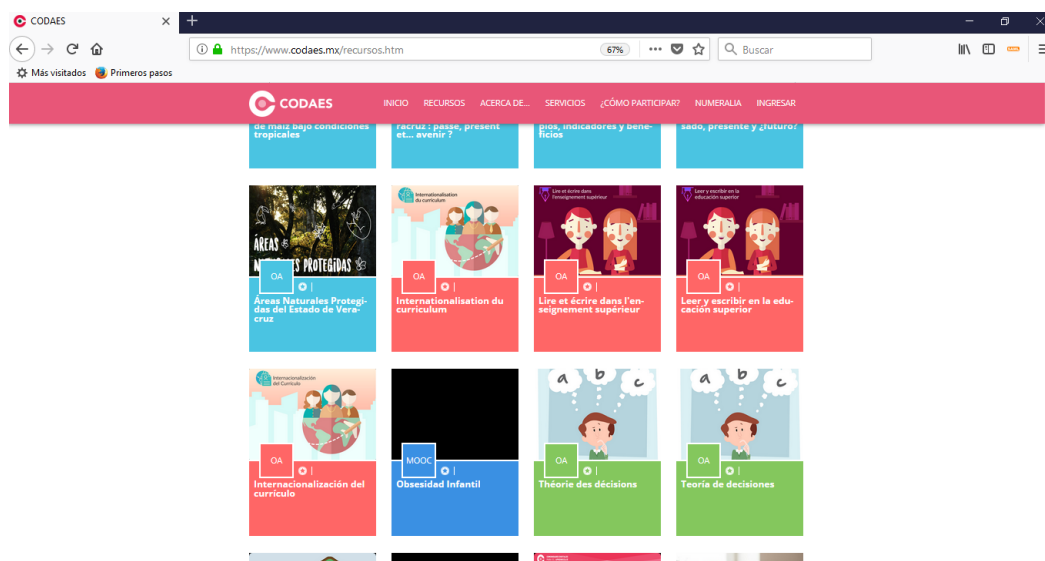 CODAES
https://www.codaes.mx/recursos.htm
67%
Buscar
Más visitados
Primeros pasos
CODAES
INICIO
RECURSOS
ACERCA DE...
SERVICIOS
¿CÓMO PARTICIPAR?
NUMERALIA
INGRESAR
de maíz bajo condiciones
tropicales
racruz : passé, présent
et... avenir ?
pios, indicadores y bene-
ficios
sado, presente y ¿futuro?
ÁREAS
NATURALES PROTEGIDAS
OA
Áreas Naturales Protegi-
das del Estado de Vera-
cruz
Internationalisation
du curriculum
OA
Internationalisation du
curriculum
Lire et écrire dans
l'enseignement supérieur
OA
Lire et écrire dans l'en-
seignement supérieur
Leer y escribir en la
educación superior
OA
Leer y escribir en la edu-
cación superior
Internacionalización
del Currículo
OA
Internacionalización del
currículo
MOOC
Obsesidad Infantil
a b c
OA
Théorie des décisions
a b c
OA
Teoría de decisiones